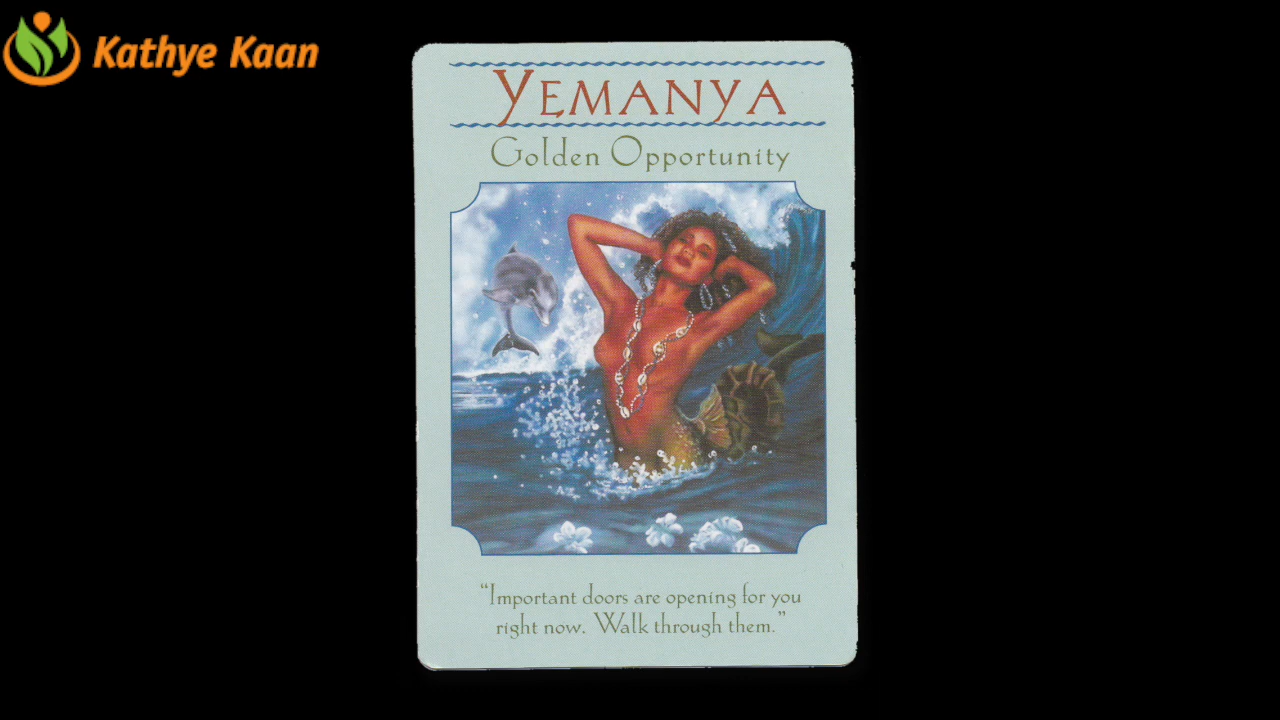 Kathye Kaan
YEMANYA
Golden Opportunity
“Important doors are opening for you
right now. Walk through them.”